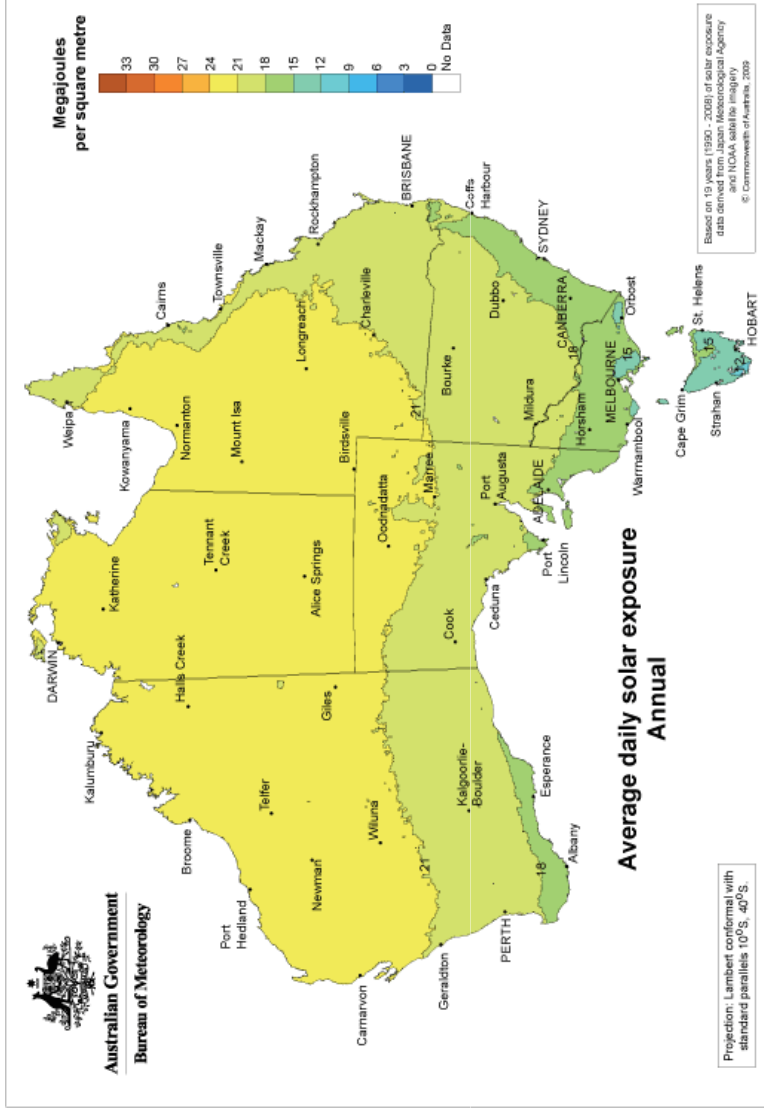 Australian Government
Bureau of Meteorology
Megajoules
per square metre
33
30
27
24
21
18
15
12
9
6
3
0
No Data
DARWIN
Kalumburu
Katherine
Weipa
Kowanyama
Cairns
Normanton
Townsville
Broome
Halls Creek
Tennant
Creek
Mount Isa
Mackay
Port
Hedland
Telfer
Newman
Giles
Alice Springs
Longreach
Rockhampton
Carnarvon
Wiluna
Birdsville
Charleville
Oodnadatta
21
21
Marree
BRISBANE
Geraldton
Kalgoorlie-
Boulder
Cook
Bourke
Coffs
Harbour
PERTH
Ceduna
Port
Augusta
Dubbo
18
Esperance
Albany
Port
Lincoln
ADELAIDE
Mildura
SYDNEY
CANBERRA
18
Horsham
MELBOURNE
15
Orbost
Warrnambool
Cape Grim
St. Helens
15
Strahan
12
HOBART
Average daily solar exposure
Annual
Projection: Lambert conformal with
standard parallels 10°S, 40°S.
Based on 19 years (1990 - 2008) of solar exposure
data derived from Japan Meteorological Agency
and NOAA satellite imagery
© Commonwealth of Australia, 2009